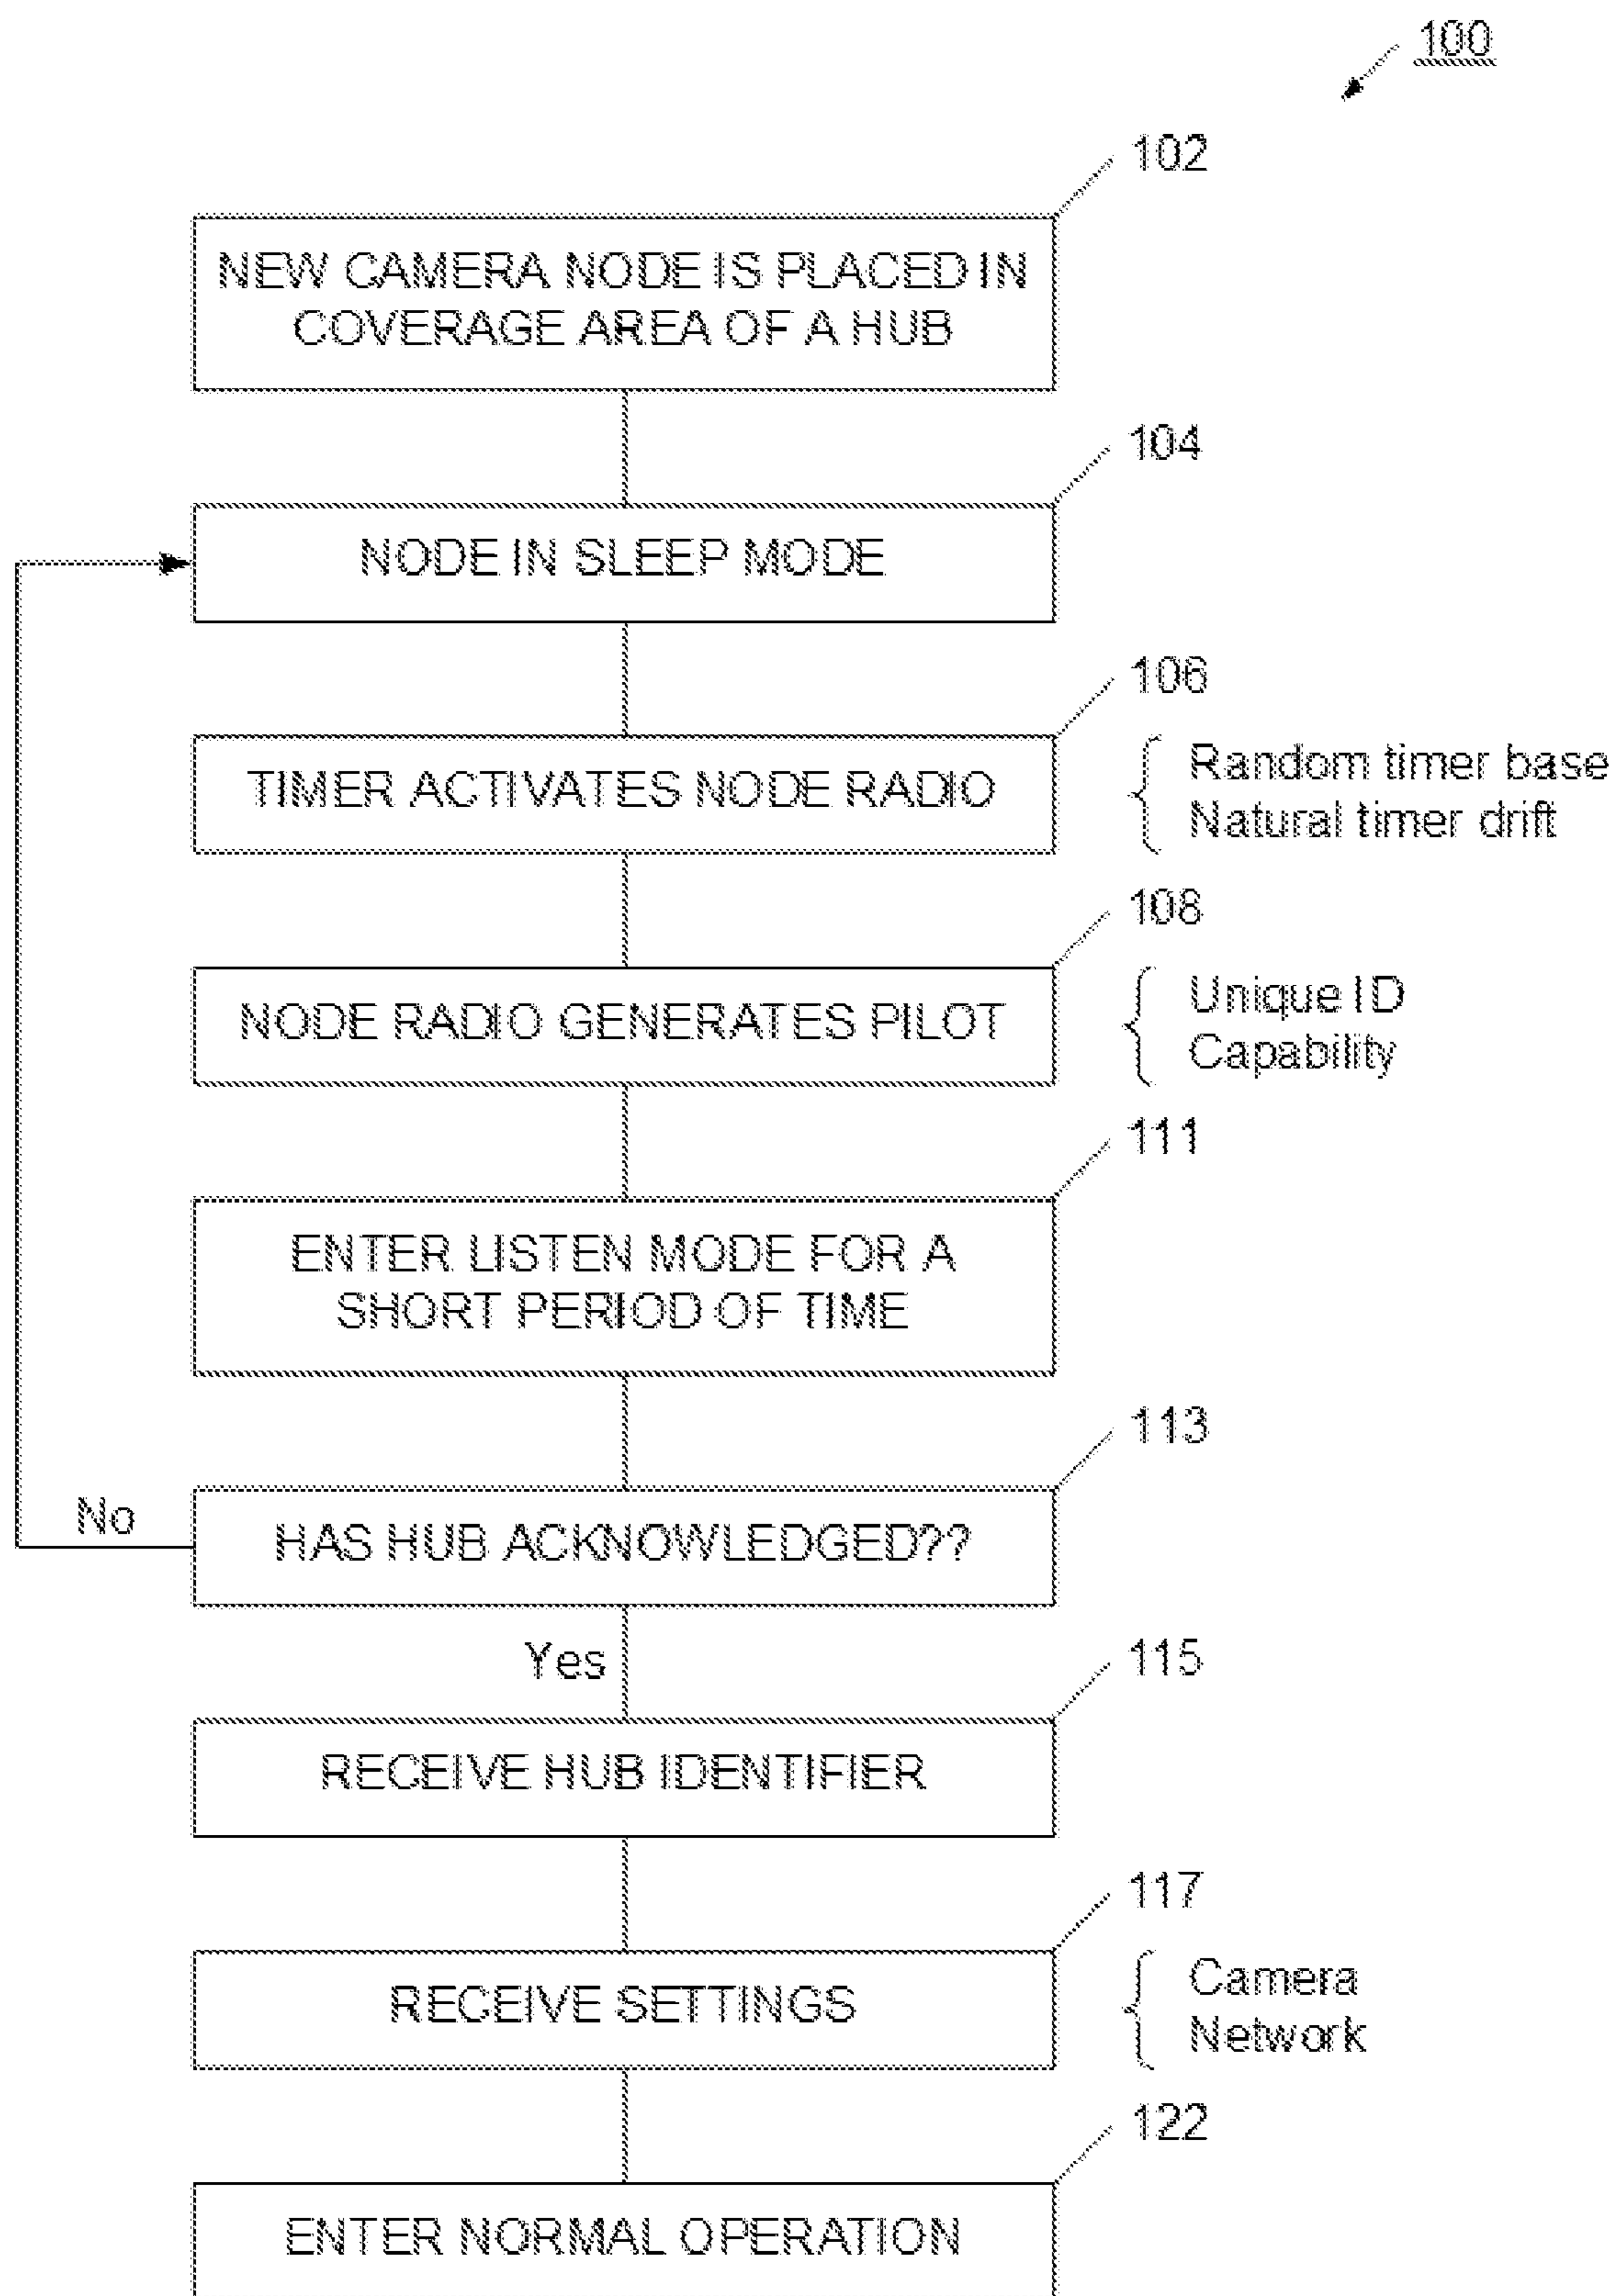 100
102
NEW CAMERA NODE IS PLACED IN
COVERAGE AREA OF A HUB
104
NODE IN SLEEP MODE
106
TIMER ACTIVATES NODE RADIO
Random timer base
Natural timer drift
108
NODE RADIO GENERATES PILOT
Unique ID
Capability
111
ENTER LISTEN MODE FOR A
SHORT PERIOD OF TIME
113
HAS HUB ACKNOWLEDGED??
No
Yes
115
RECEIVE HUB IDENTIFIER
117
RECEIVE SETTINGS
Camera
Network
122
ENTER NORMAL OPERATION